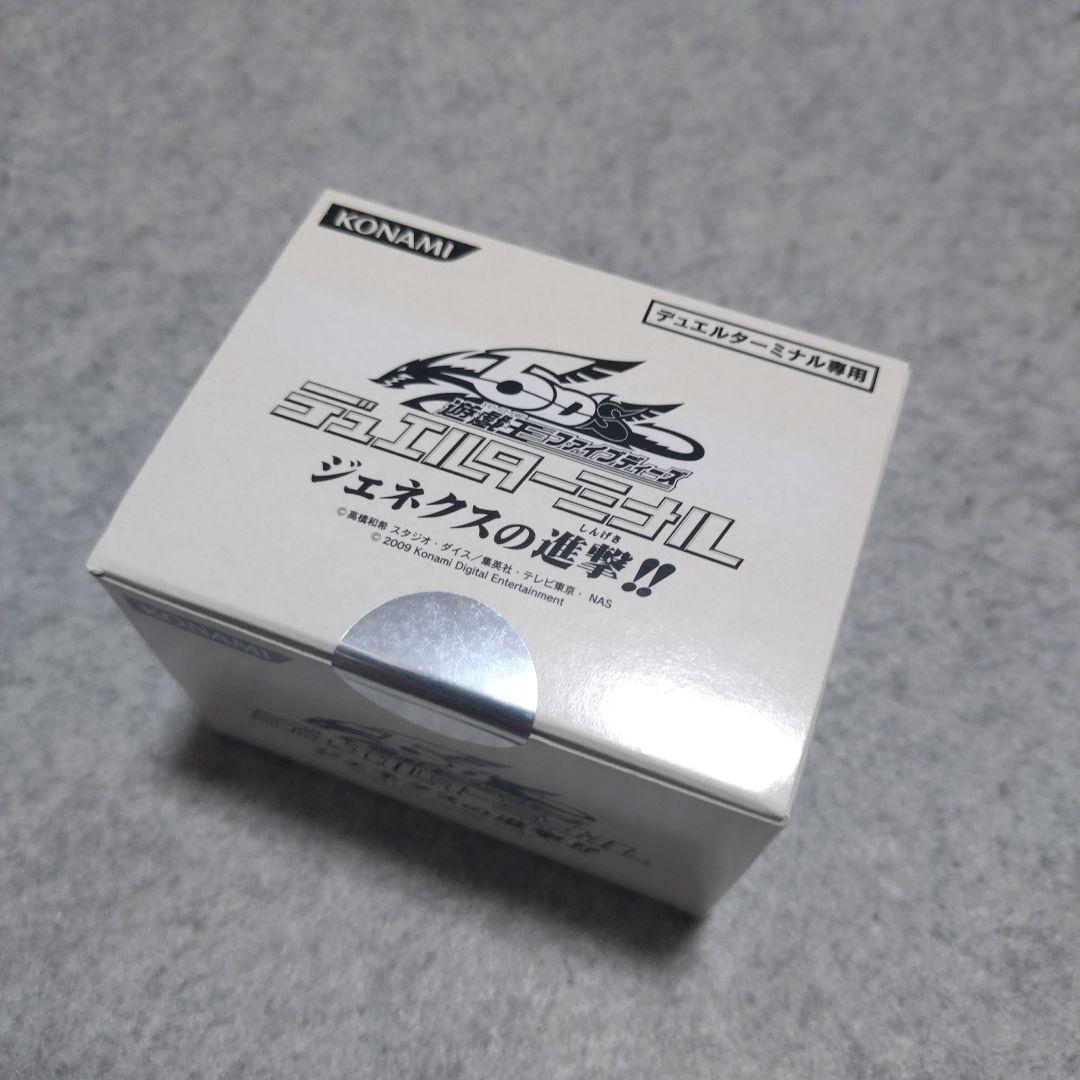 KONAMI
デュエルターミナル専用
5D's
遊戯王ファイブディーズ
デュエルターミナル
しんげき
ジェネクスの進撃!!
©高橋和希 スタジオ・ダイス／集英社・テレビ東京・NAS
© 2009 Konami Digital Entertainment
KONAMI